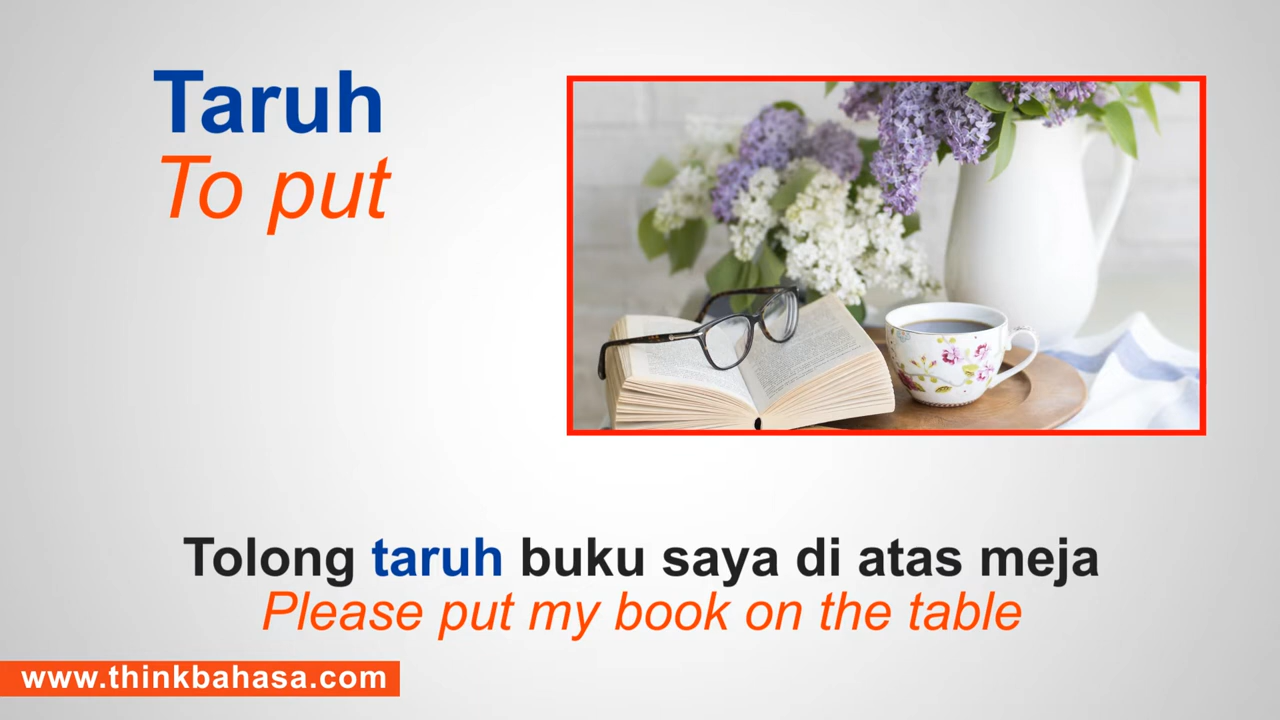 Taruh
To put
Tolong taruh buku saya di atas meja
Please put my book on the table
www.thinkbahasa.com